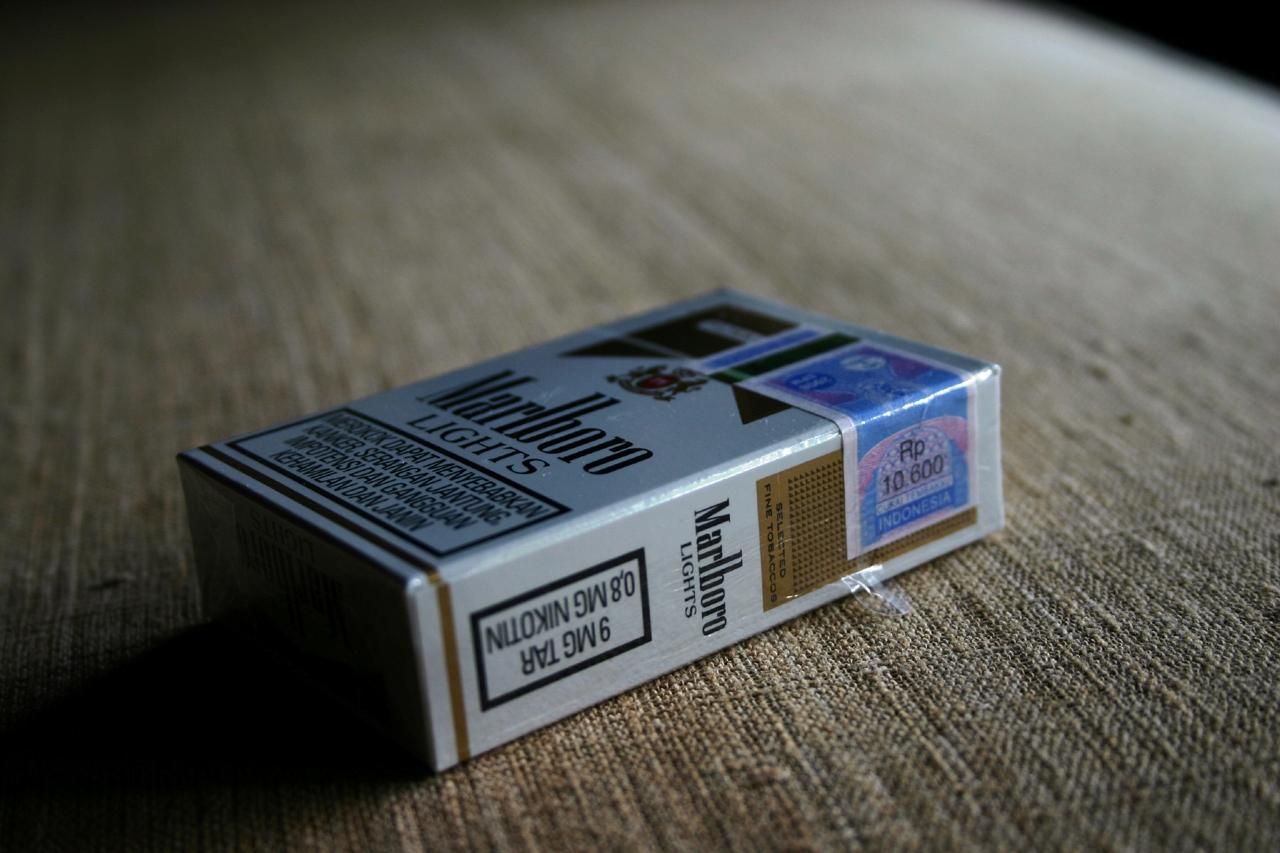 Marlboro
LIGHTS
MEROKOK DAPAT MENYEBABKAN
KANKER, SERANGAN JANTUNG,
IMPOTENSI DAN GANGGUAN
KEHAMILAN DAN JANIN
9 MG TAR
0,8 MG NIKOTIN
Marlboro
LIGHTS
SELECTED
FINE TOBACCOS
Rp
10.600
INDONESIA
LIGHTS